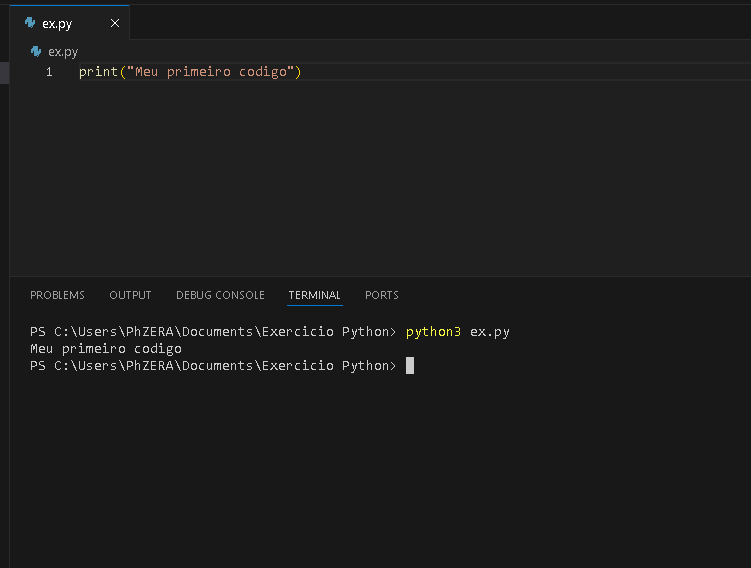 ex.py
ex.py
1 print("Meu primeiro codigo")
PROBLEMS OUTPUT DEBUG CONSOLE TERMINAL PORTS
PS C:\Users\PhZERA\Documents\Exercicio Python> python3 ex.py
Meu primeiro codigo
PS C:\Users\PhZERA\Documents\Exercicio Python>